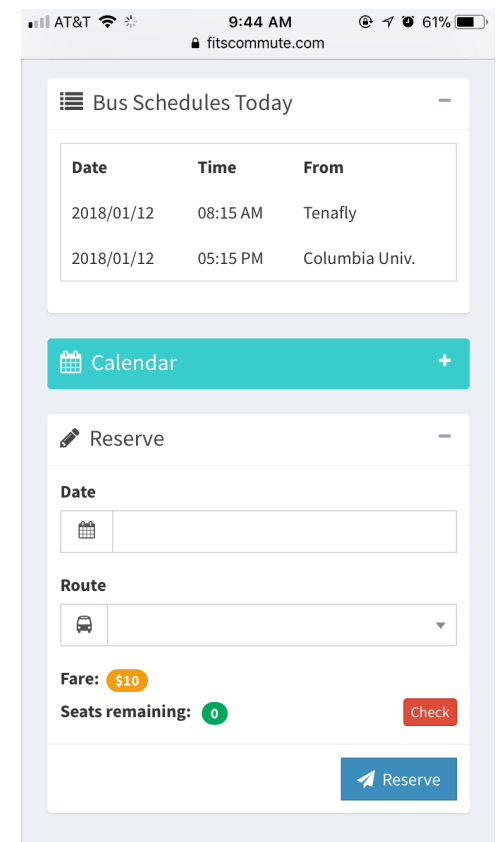 AT&T 9:44 AM 61%
fitscommute.com
Bus Schedules Today
Date Time From
2018/01/12 08:15 AM Tenafly
2018/01/12 05:15 PM Columbia Univ.
Calendar
Reserve
Date
Route
Fare: $10
Seats remaining: 0 Check
Reserve